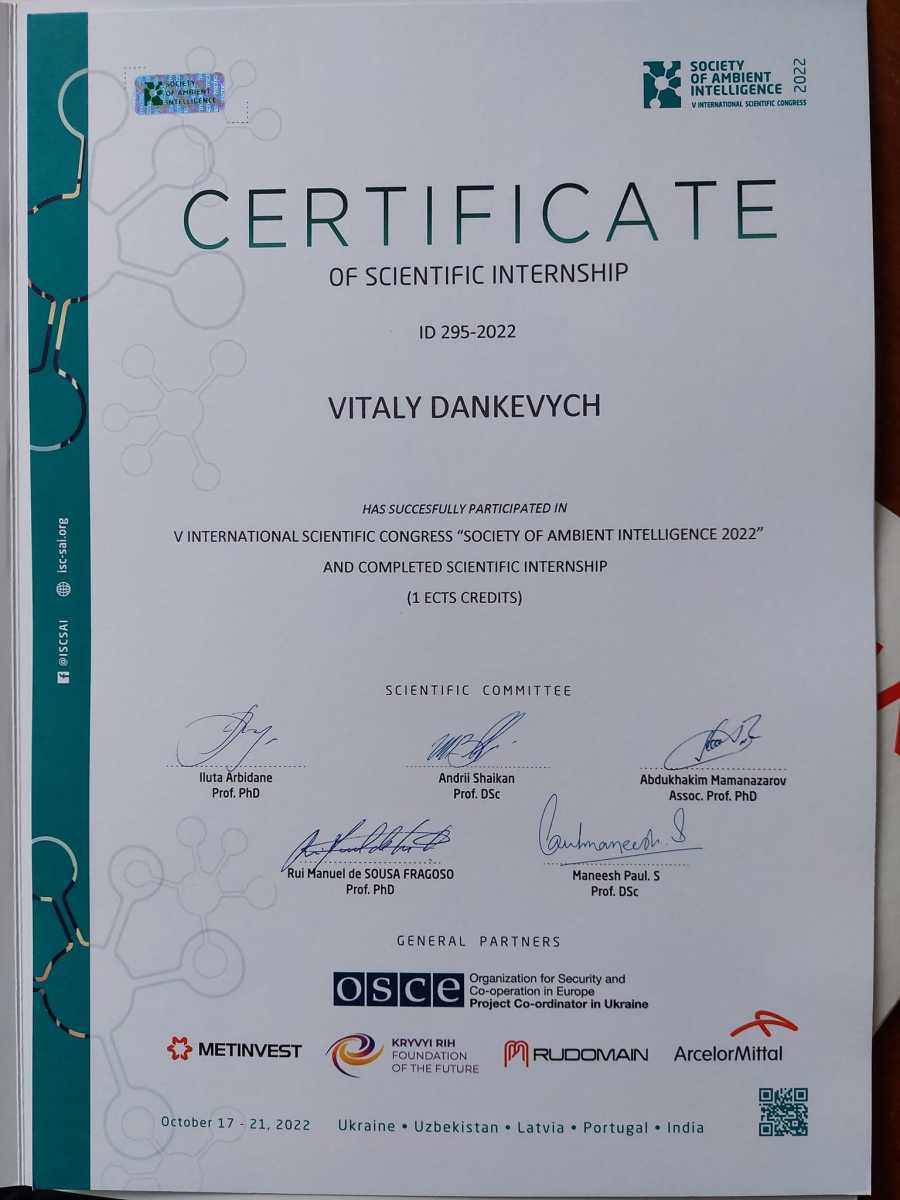 SOCIETY
OF AMBIENT
INTELLIGENCE
SOCIETY
OF AMBIENT
INTELLIGENCE
2022
V INTERNATIONAL SCIENTIFIC CONGRESS
CERTIFICATE
OF SCIENTIFIC INTERNSHIP
ID 295-2022
VITALY DANKEVYCH
HAS SUCCESFULLY PARTICIPATED IN
V INTERNATIONAL SCIENTIFIC CONGRESS “SOCIETY OF AMBIENT INTELLIGENCE 2022”
AND COMPLETED SCIENTIFIC INTERNSHIP
(1 ECTS CREDITS)
@ISCSAI
isc-sai.org
SCIENTIFIC COMMITTEE
Iluta Arbidane
Prof. PhD
Andrii Shaikan
Prof. DSc
Abdukhakim Mamanazarov
Assoc. Prof. PhD
Rui Manuel de SOUSA FRAGOSO
Prof. PhD
Maneesh Paul. S
Prof. DSc
GENERAL PARTNERS
osce
Organization for Security and
Co-operation in Europe
Project Co-ordinator in Ukraine
METINVEST
KRYVYI RIH
FOUNDATION
OF THE FUTURE
RUDOMAIN
ArcelorMittal
October 17 - 21, 2022
Ukraine • Uzbekistan • Latvia • Portugal • India